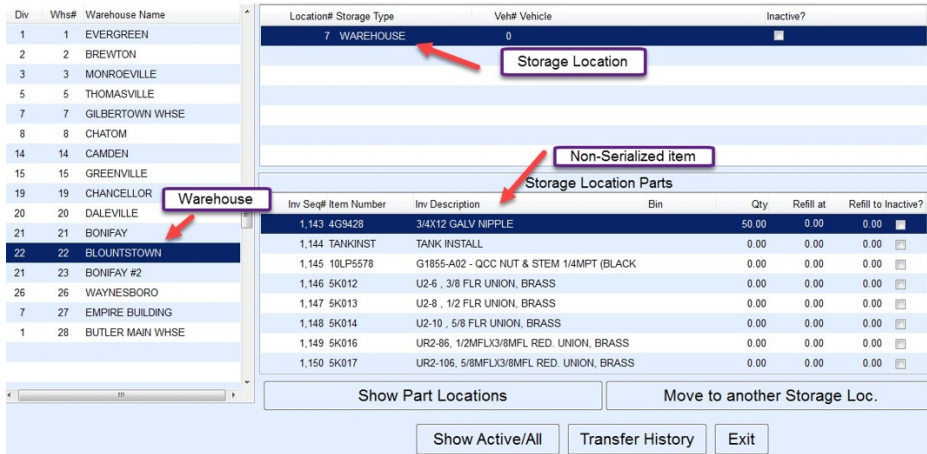 Div Whs# Warehouse Name
1 1 EVERGREEN
2 2 BREWTON
3 3 MONROEVILLE
5 5 THOMASVILLE
7 7 GILBERTOWN WHSE
8 8 CHATOM
14 14 CAMDEN
15 15 GREENVILLE
19 19 CHANCELLOR
20 20 DALEVILLE
21 21 BONIFAY
22 22 BLOUNTSTOWN
21 23 BONIFAY #2
26 26 WAYNESBORO
7 27 EMPIRE BUILDING
1 28 BUTLER MAIN WHSE
Warehouse
Location# Storage Type Veh# Vehicle Inactive?
7 WAREHOUSE 0
Storage Location
Non-Serialized item
Storage Location Parts
Inv Seq# Item Number Inv Description Bin Qty Refill at Refill to Inactive?
1,143 4G9428 3/4X12 GALV NIPPLE 50.00 0.00 0.00
1,144 TANKINST TANK INSTALL 0.00 0.00 0.00
1,145 10LP5578 G1855-A02 - QCC NUT & STEM 1/4MPT (BLACK 0.00 0.00 0.00
1,146 5K012 U2-6 , 3/8 FLR UNION, BRASS 0.00 0.00 0.00
1,147 5K013 U2-8 , 1/2 FLR UNION, BRASS 0.00 0.00 0.00
1,148 5K014 U2-10 , 5/8 FLR UNION, BRASS 0.00 0.00 0.00
1,149 5K016 UR2-86, 1/2MFLX3/8MFL RED. UNION, BRASS 0.00 0.00 0.00
1,150 5K017 UR2-106, 5/8MFLX3/8MFL RED. UNION, BRASS 0.00 0.00 0.00
Show Part Locations Move to another Storage Loc.
Show Active/All Transfer History Exit